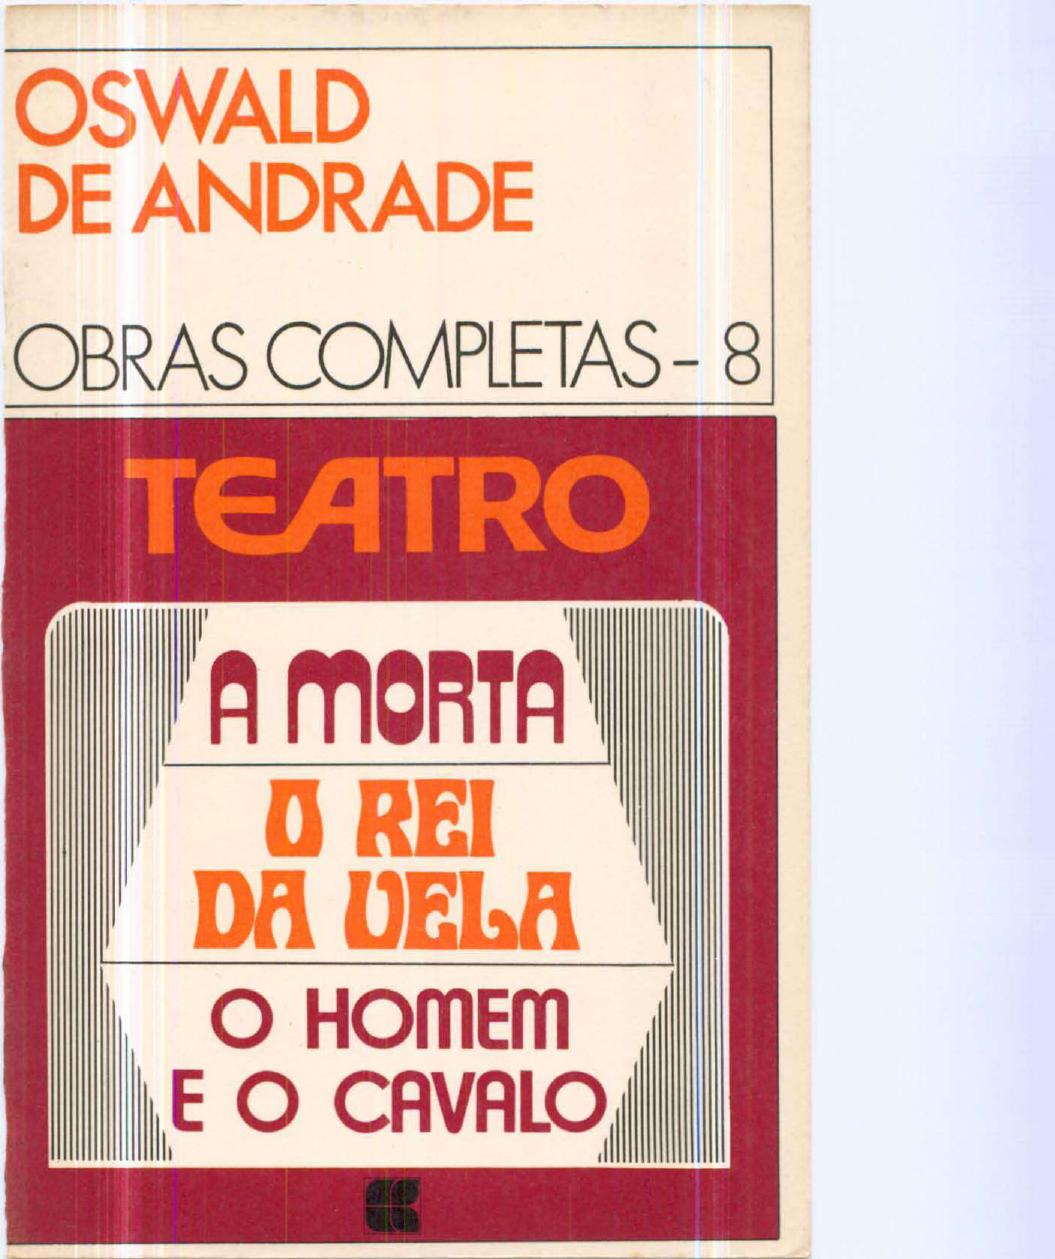 OSWALD
DE ANDRADE
OBRAS COMPLETAS - 8
TEATRO
A MORTA
O REI
DA VELA
O HOMEM
E O CAVALO